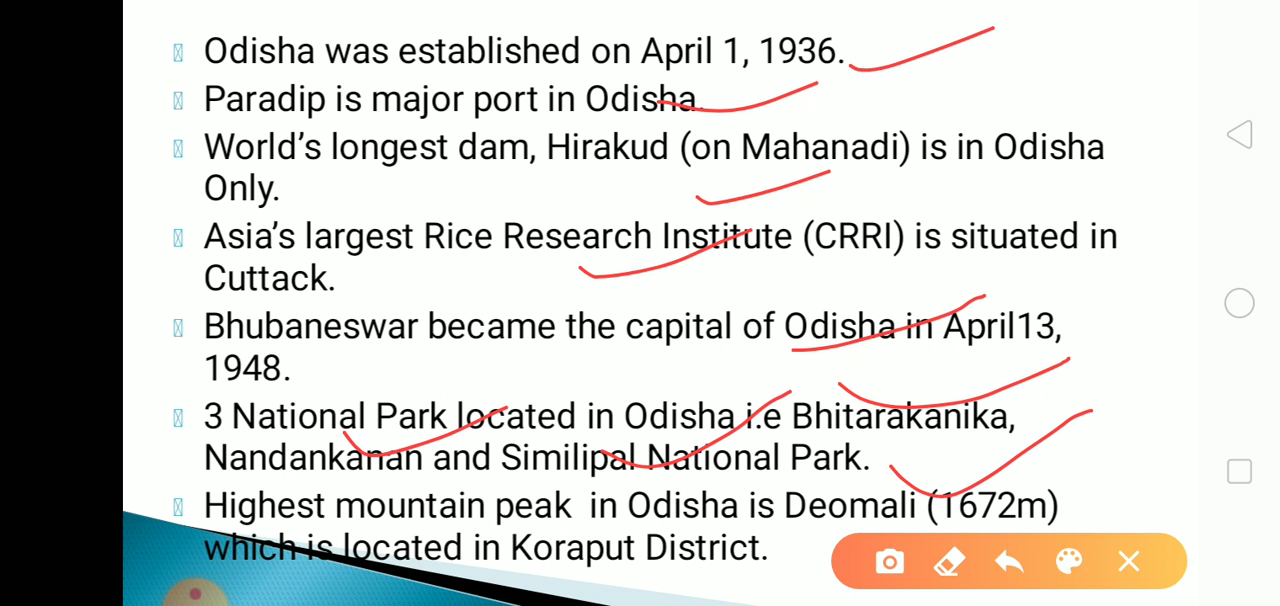 Odisha was established on April 1, 1936.
Paradip is major port in Odisha.
World's longest dam, Hirakud (on Mahanadi) is in Odisha
Only.
Asia's largest Rice Research Institute (CRRI) is situated in
Cuttack.
Bhubaneswar became the capital of Odisha in April13,
1948.
3 National Park located in Odisha i.e Bhitarakanika,
Nandankanan and Similipal National Park.
Highest mountain peak  in Odisha is Deomali (1672m)
which is located in Koraput District.